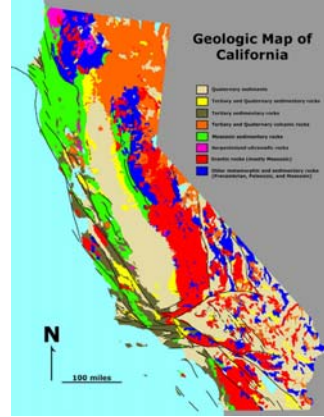 Geologic Map of
California
Quaternary sediments
Tertiary and Quaternary sedimentary rocks
Tertiary sedimentary rocks
Tertiary and Quaternary volcanic rocks
Mesozoic sedimentary rocks
Serpentinized ultramafic rocks
Granitic rocks (mostly Mesozoic)
Other metamorphic and sedimentary rocks
(Precambrian, Paleozoic, and Mesozoic)
N
100 miles